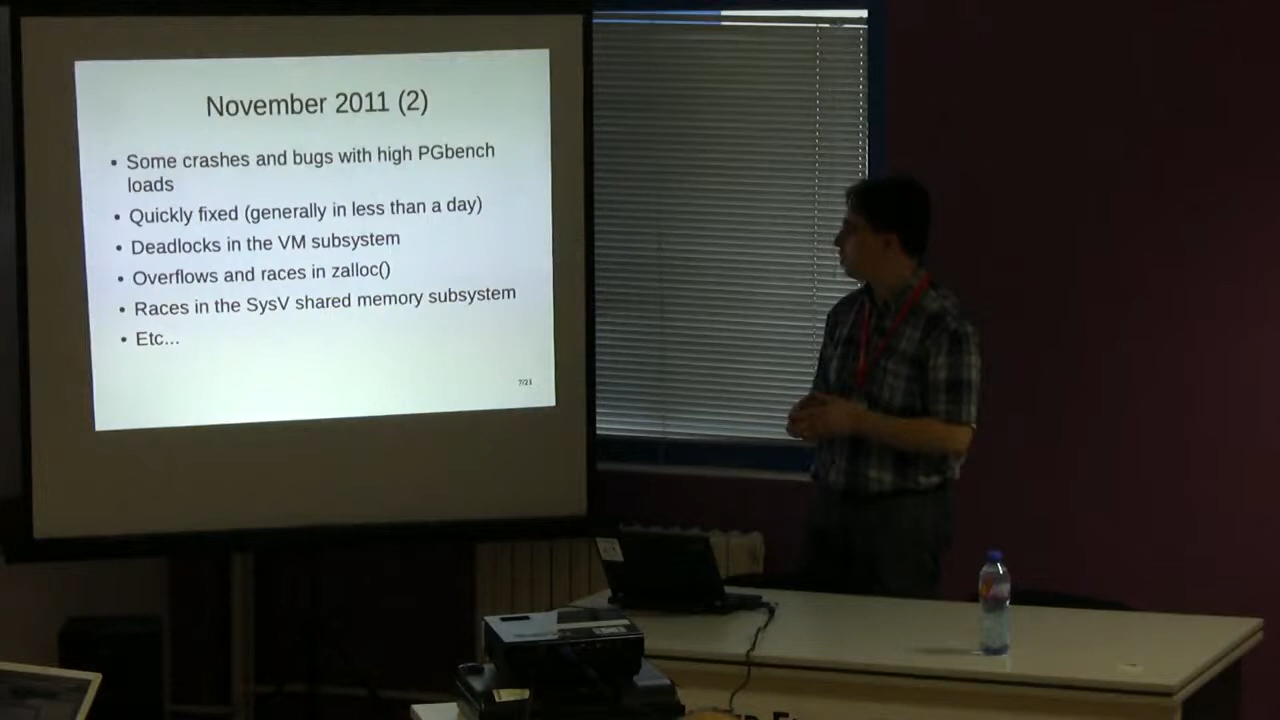 November 2011 (2)
• Some crashes and bugs with high PGbench
loads
• Quickly fixed (generally in less than a day)
• Deadlocks in the VM subsystem
• Overflows and races in zalloc()
• Races in the SysV shared memory subsystem
• Etc...
7/21